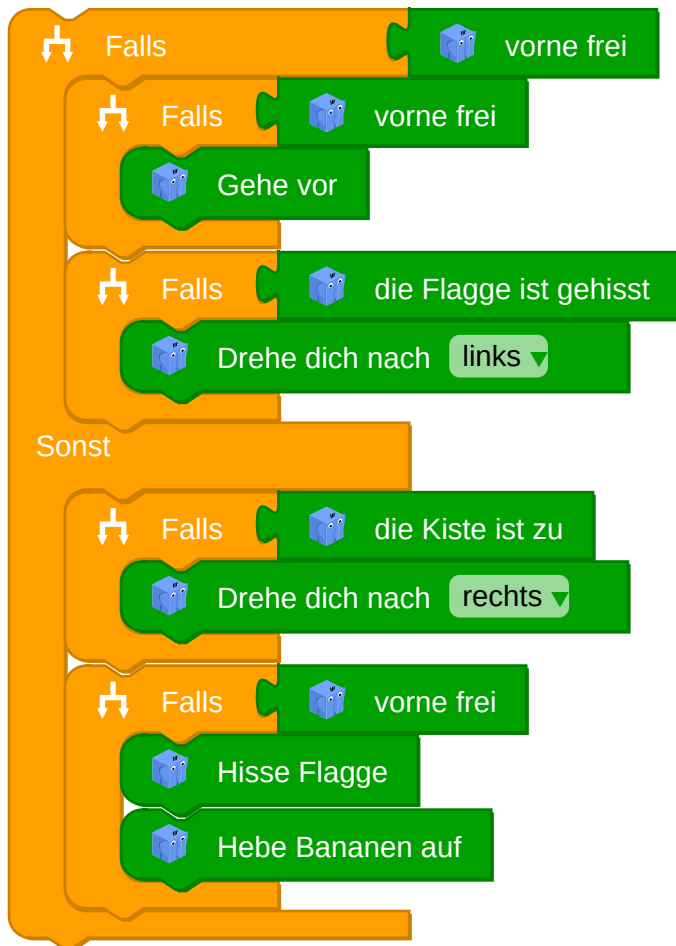 Falls vorne frei
Falls vorne frei
Gehe vor
Falls die Flagge ist gehisst
Drehe dich nach links
Sonst
Falls die Kiste ist zu
Drehe dich nach rechts
Falls vorne frei
Hisse Flagge
Hebe Bananen auf